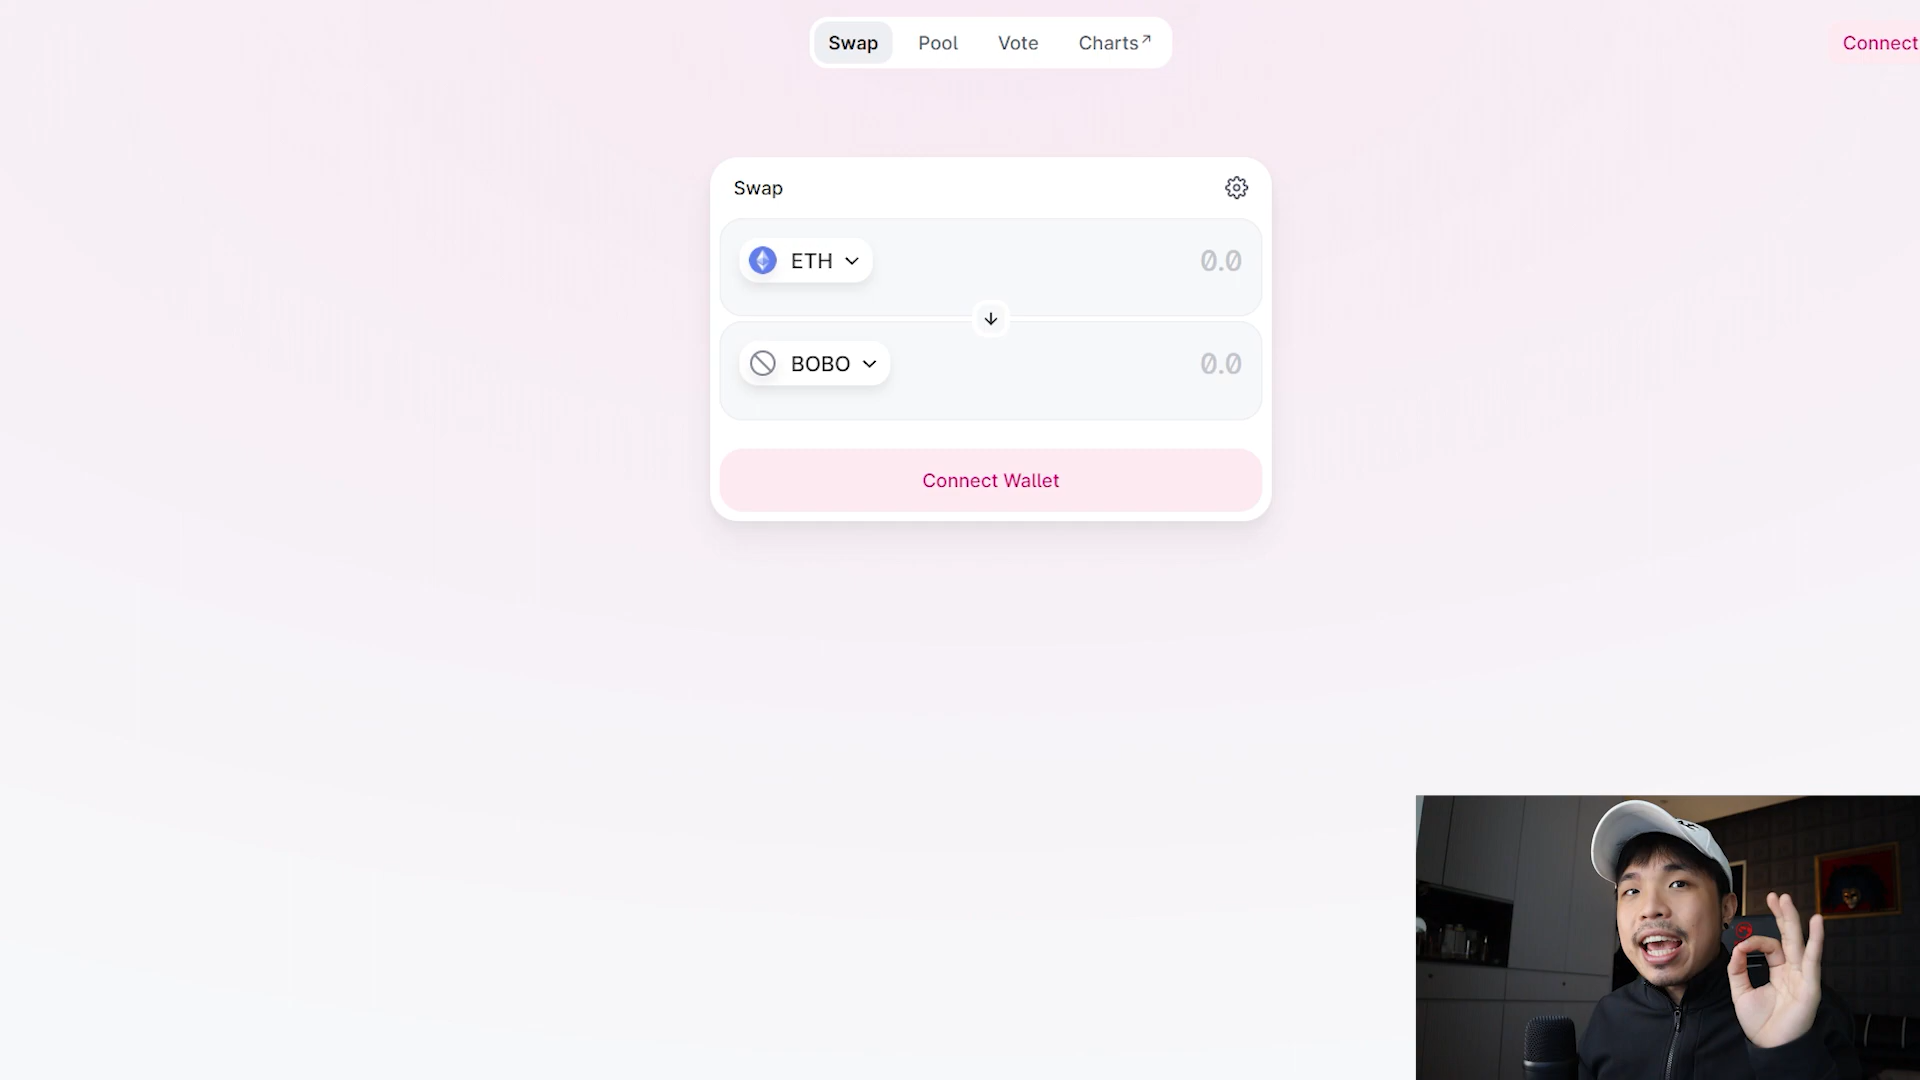 Swap Pool Vote Charts↗ Connect
Swap
ETH 0.0
BOBO 0.0
Connect Wallet